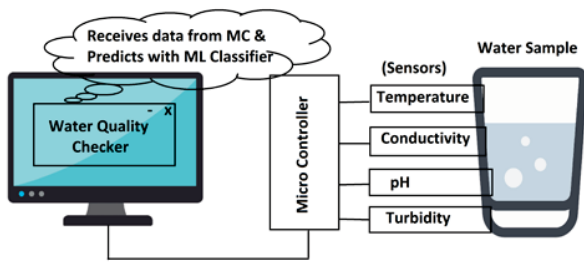 Receives data from MC &
Predicts with ML Classifier
- x
Water Quality
Checker
Micro Controller
(Sensors)
Temperature
Conductivity
pH
Turbidity
Water Sample